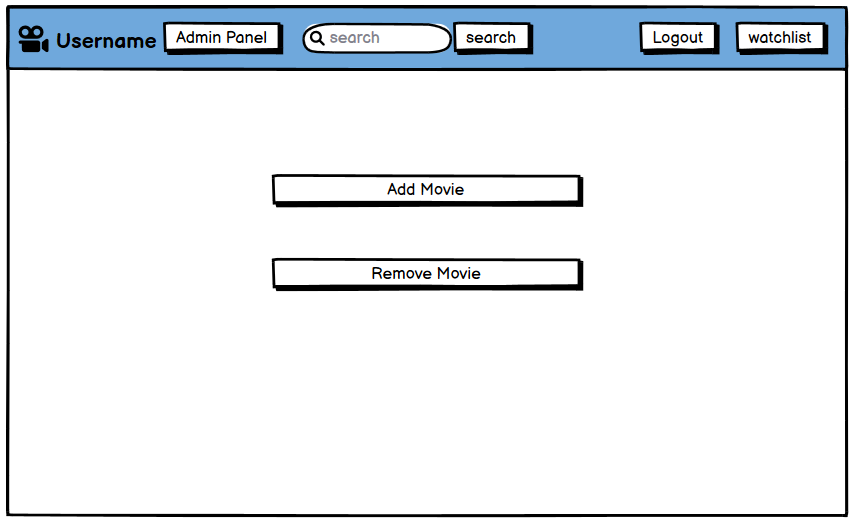 Username Admin Panel search search Logout watchlist
Add Movie
Remove Movie